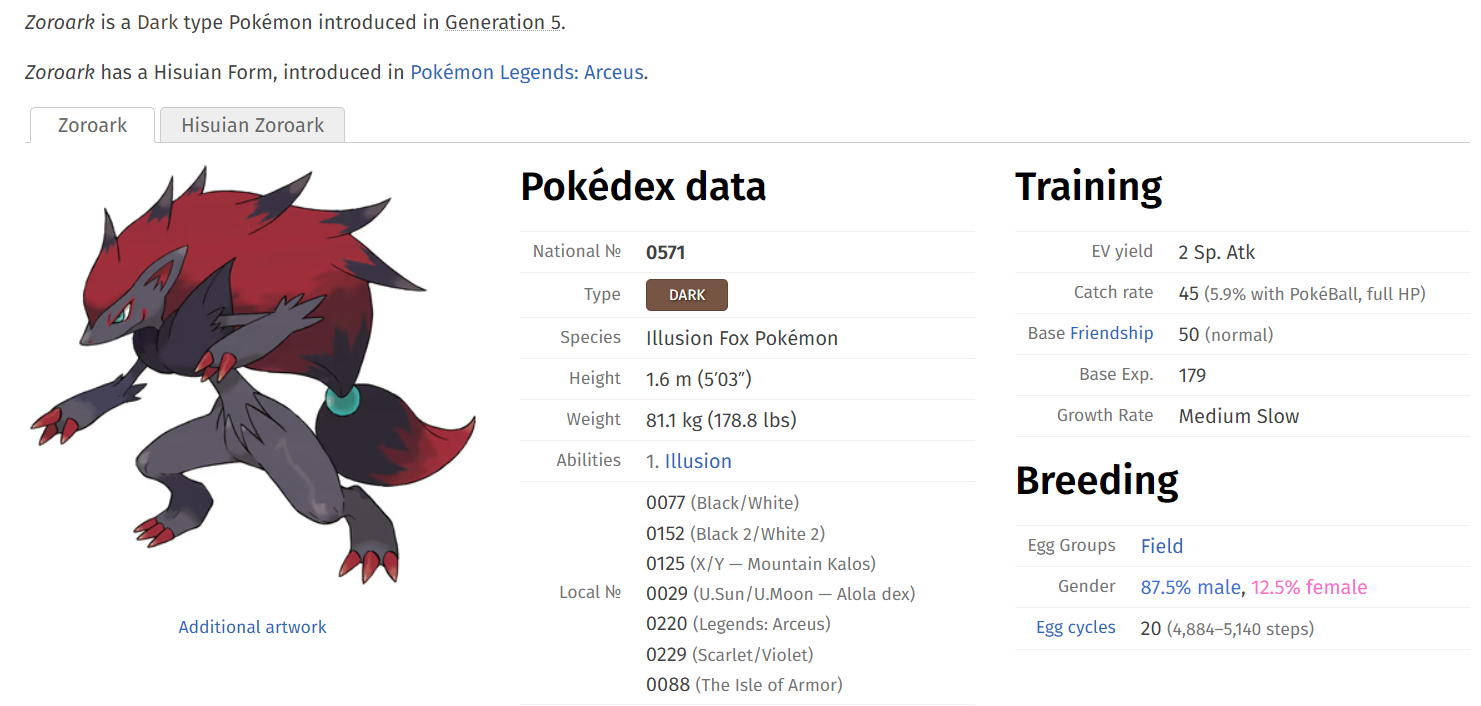 Zoroark is a Dark type Pokémon introduced in Generation 5.
Zoroark has a Hisuian Form, introduced in Pokémon Legends: Arceus.
Zoroark
Hisuian Zoroark
Additional artwork
Pokédex data
National № 0571
Type DARK
Species Illusion Fox Pokémon
Height 1.6 m (5′03″)
Weight 81.1 kg (178.8 lbs)
Abilities 1. Illusion
Local №
0077 (Black/White)
0152 (Black 2/White 2)
0125 (X/Y — Mountain Kalos)
0029 (U.Sun/U.Moon — Alola dex)
0220 (Legends: Arceus)
0229 (Scarlet/Violet)
0088 (The Isle of Armor)
Training
EV yield 2 Sp. Atk
Catch rate 45 (5.9% with PokéBall, full HP)
Base Friendship 50 (normal)
Base Exp. 179
Growth Rate Medium Slow
Breeding
Egg Groups Field
Gender 87.5% male, 12.5% female
Egg cycles 20 (4,884–5,140 steps)